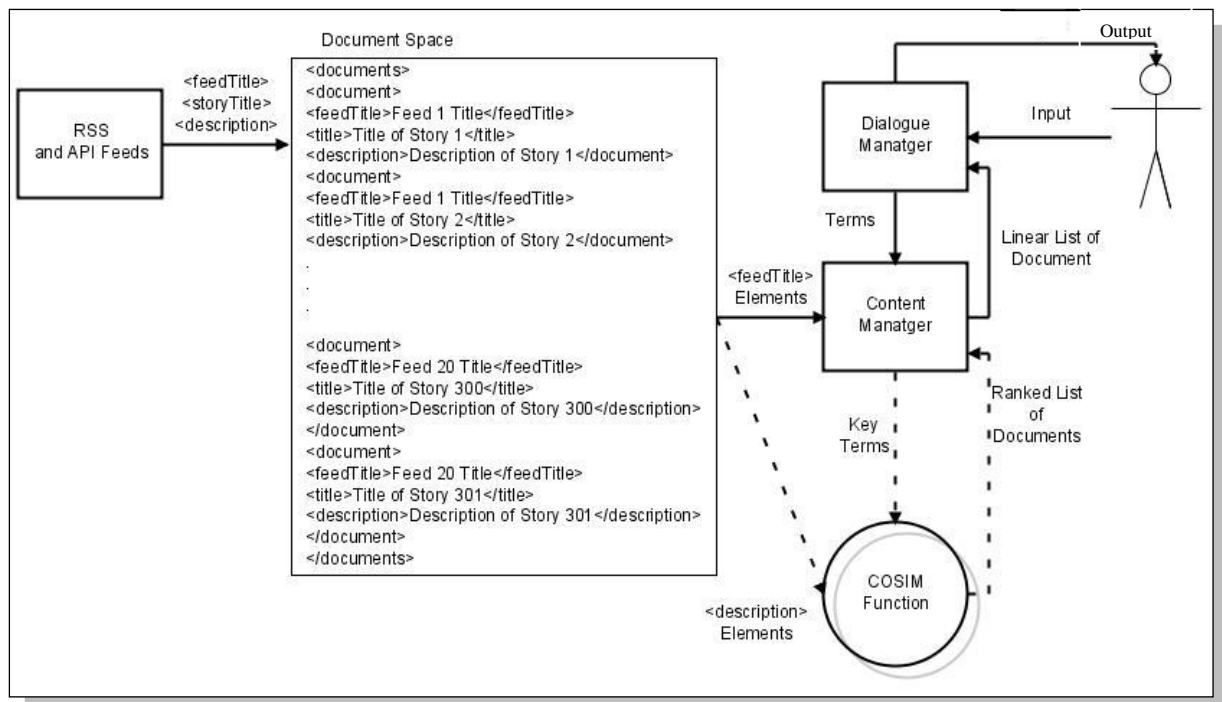 Document Space
Output
<feedTitle>
<storyTitle>
<description>
RSS
and API Feeds
<documents>
<document>
<feedTitle>Feed 1 Title</feedTitle>
<title>Title of Story 1</title>
<description>Description of Story 1</document>
<document>
<feedTitle>Feed 1 Title</feedTitle>
<title>Title of Story 2</title>
<description>Description of Story 2</document>
.
.
.
<document>
<feedTitle>Feed 20 Title</feedTitle>
<title>Title of Story 300</title>
<description>Description of Story 300</description>
</document>
<document>
<feedTitle>Feed 20 Title</feedTitle>
<title>Title of Story 301</title>
<description>Description of Story 301</description>
</document>
</documents>
Dialogue
Manatger
Input
Terms
Linear List of
Document
<feedTitle>
Elements
Content
Manatger
Key
Terms
Ranked List
of
Documents
COSIM
Function
<description>
Elements